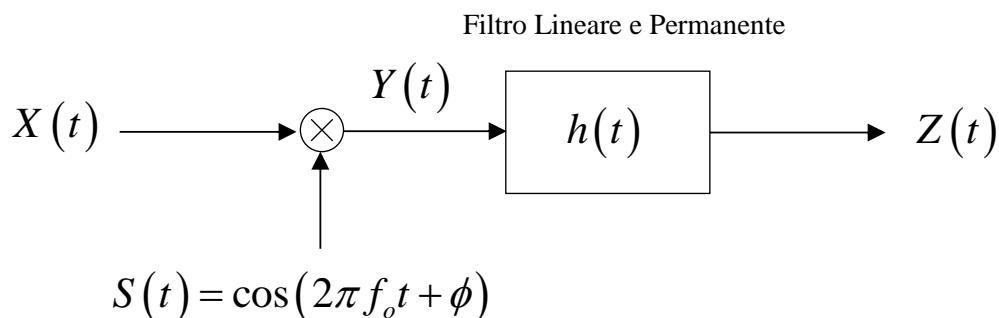 Filtro Lineare e Permanente
X(t)
Y(t)
h(t)
Z(t)
S(t) = cos(2πf_o t + ϕ)